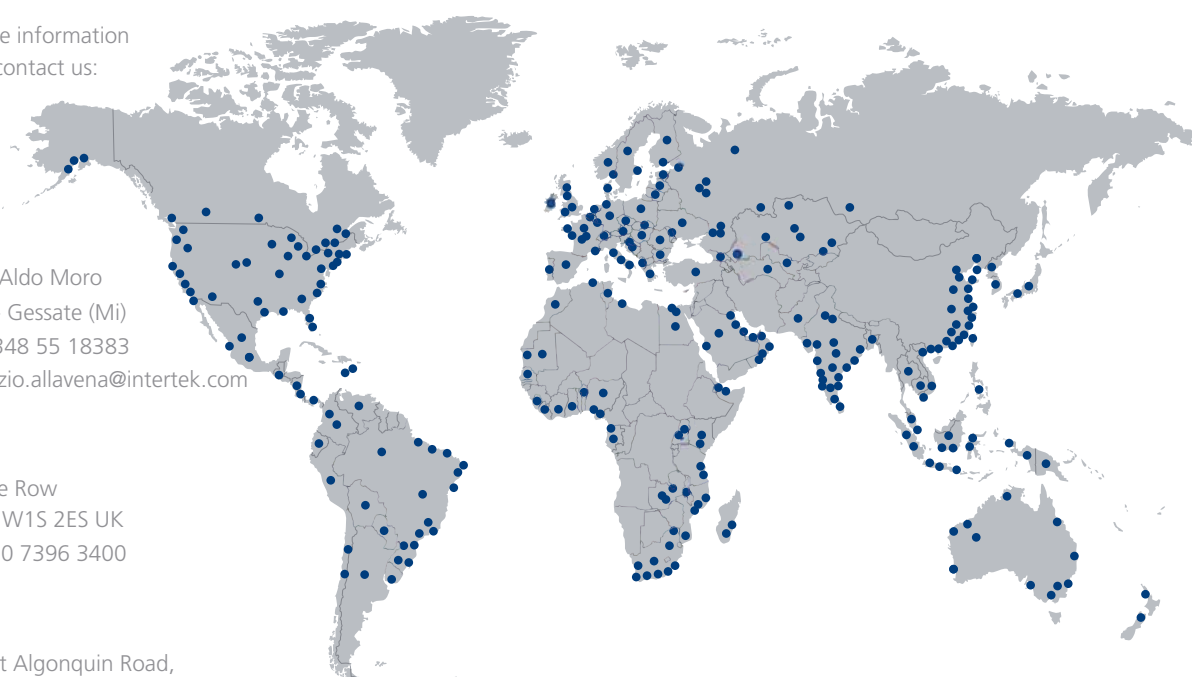 e information
contact us:
Aldo Moro
Gessate (Mi)
348 55 18383
zio.allavena@intertek.com
e Row
W1S 2ES UK
0 7396 3400
t Algonquin Road,